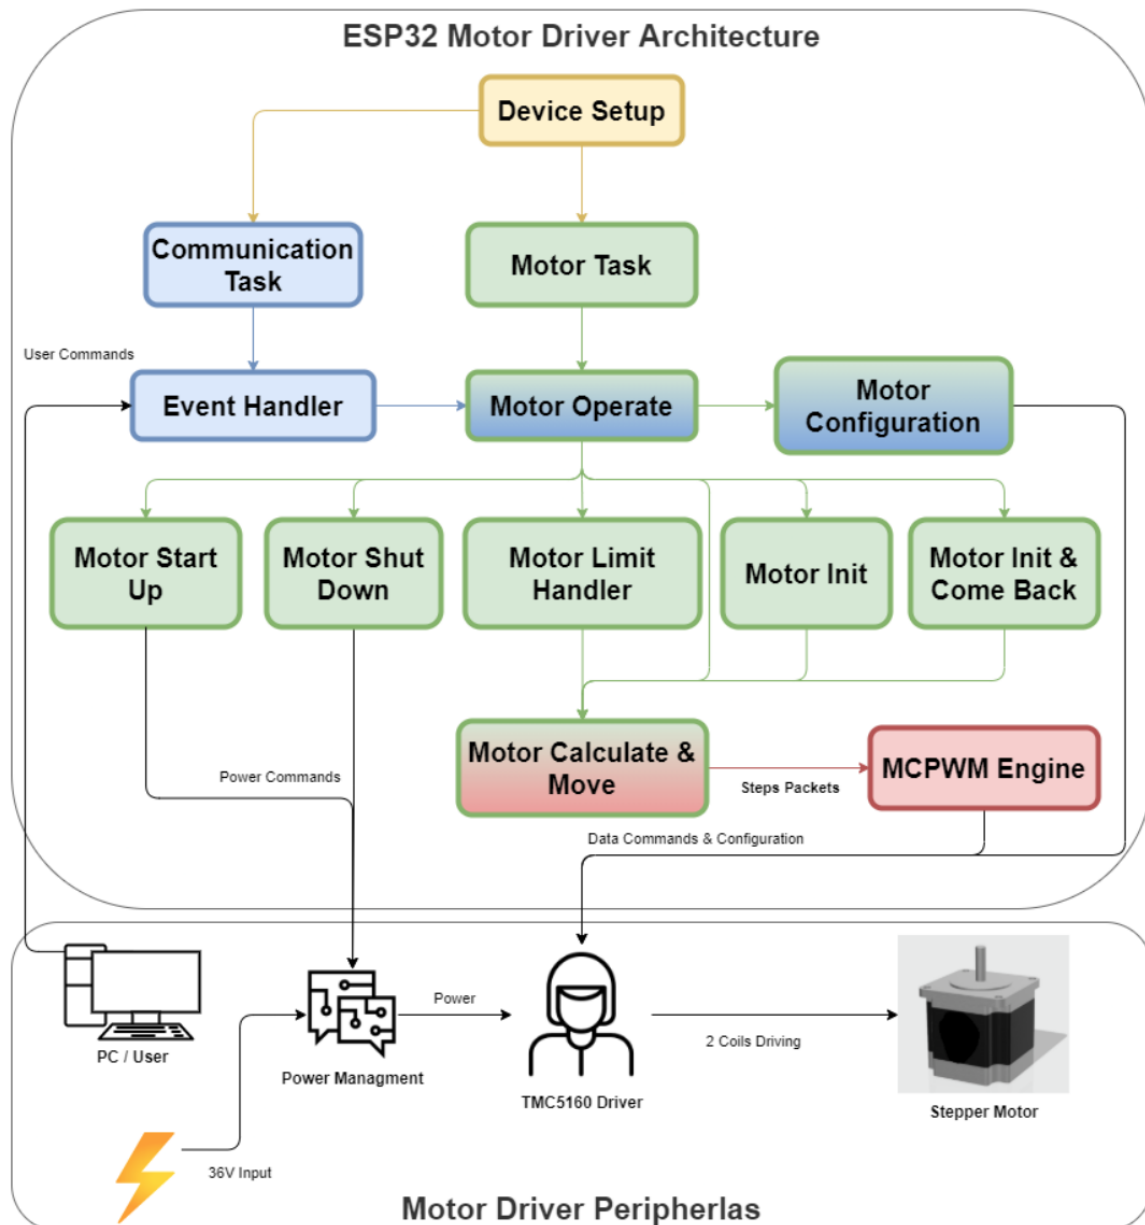 ESP32 Motor Driver Architecture
Device Setup
Communication
Task
Motor Task
User Commands
Event Handler
Motor Operate
Motor
Configuration
Motor Start
Up
Motor Shut
Down
Motor Limit
Handler
Motor Init
Motor Init &
Come Back
Motor Calculate &
Move
Steps Packets
MCPWM Engine
Power Commands
Data Commands & Configuration
PC / User
Power
Power Managment
TMC5160 Driver
2 Coils Driving
Stepper Motor
36V Input
Motor Driver Peripherlas